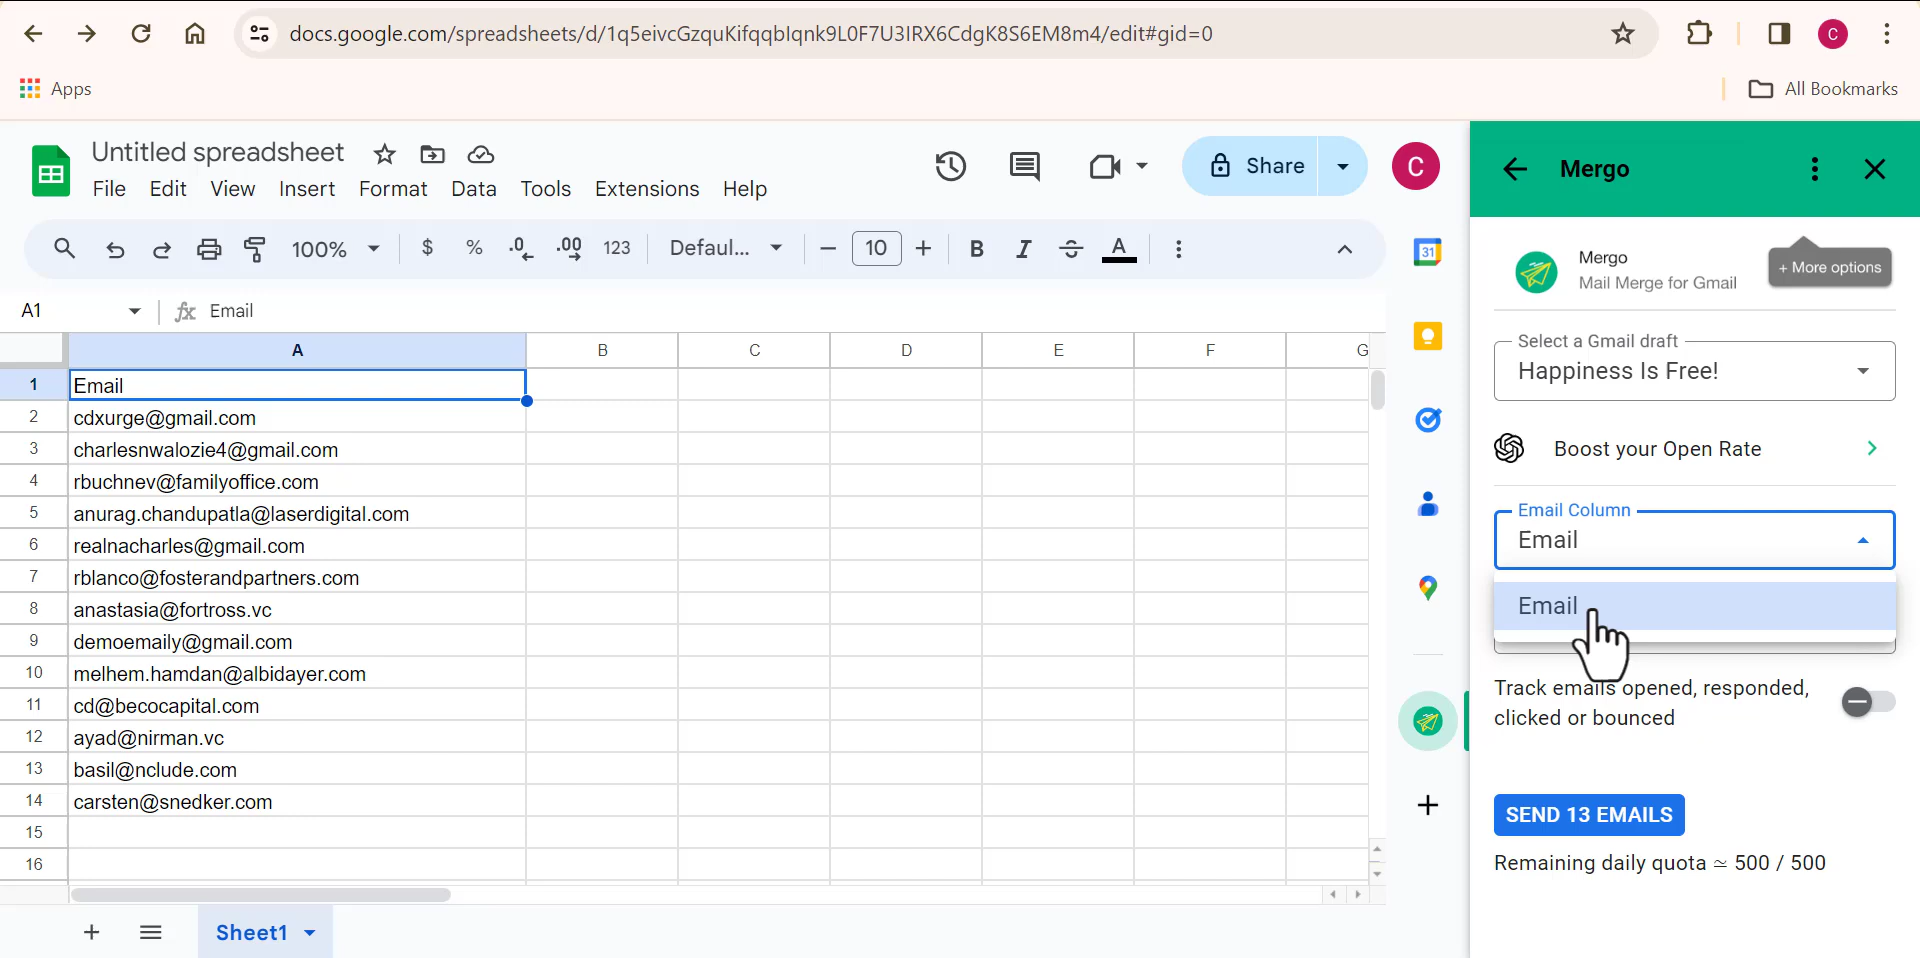 docs.google.com/spreadsheets/d/1q5eivcGzquKifqqblqnk9L0F7U3IRX6CdgK8S6EM8m4/edit#gid=0
C
Apps
All Bookmarks
Untitled spreadsheet
File Edit View Insert Format Data Tools Extensions Help
Share
C
Mergo
100% $ % .0 .00 123 Defaul... 10 B I S A
Mergo
Mail Merge for Gmail
+ More options
31
A1 fx Email
A B C D E F G
1 Email
2 cdxurge@gmail.com
3 charlesnwalozie4@gmail.com
4 rbuchnev@familyoffice.com
5 anurag.chandupatla@laserdigital.com
6 realnacharles@gmail.com
7 rblanco@fosterandpartners.com
8 anastasia@fortross.vc
9 demoemaily@gmail.com
10 melhem.hamdan@albidayer.com
11 cd@becocapital.com
12 ayad@nirman.vc
13 basil@nclude.com
14 carsten@snedker.com
15
16
Sheet1
Select a Gmail draft
Happiness Is Free!
Boost your Open Rate
Email Column
Email
Email
Track emails opened, responded,
clicked or bounced
SEND 13 EMAILS
Remaining daily quota ≃ 500 / 500